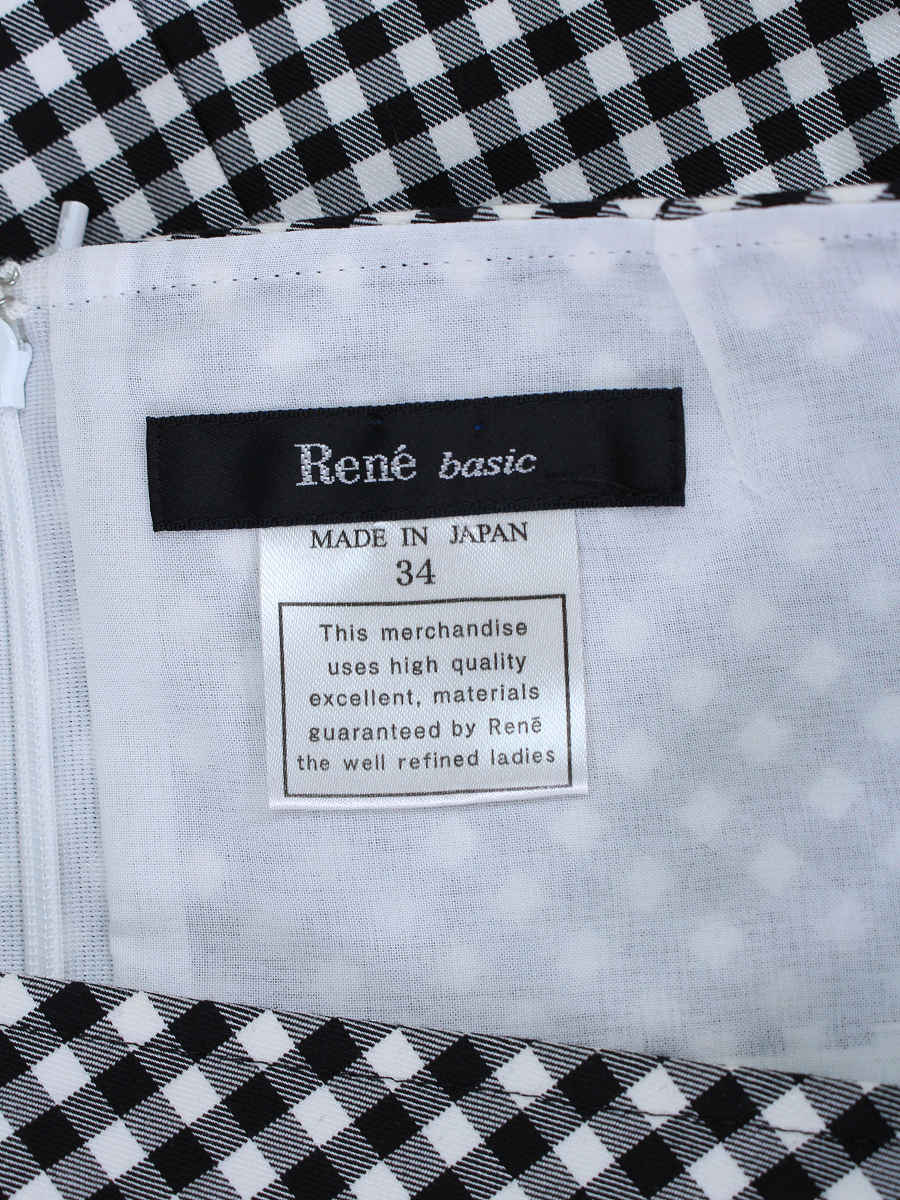 René basic
MADE IN JAPAN
34
This merchandise
uses high quality
excellent, materials
guaranteed by Renē
the well refined ladies